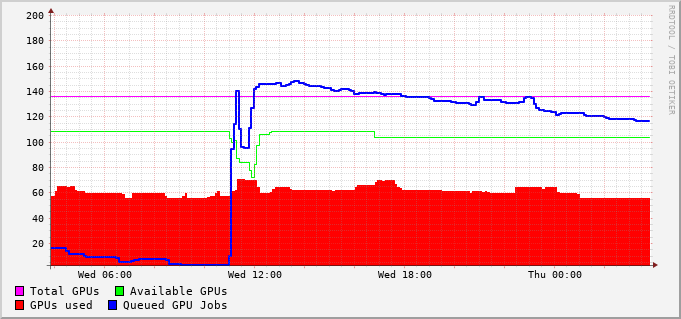 200
180
160
140
120
100
80
60
40
20
Wed 06:00 Wed 12:00 Wed 18:00 Thu 00:00
Total GPUs Available GPUs
GPUs used Queued GPU Jobs
RRDTOOL / TOBI OETIKER